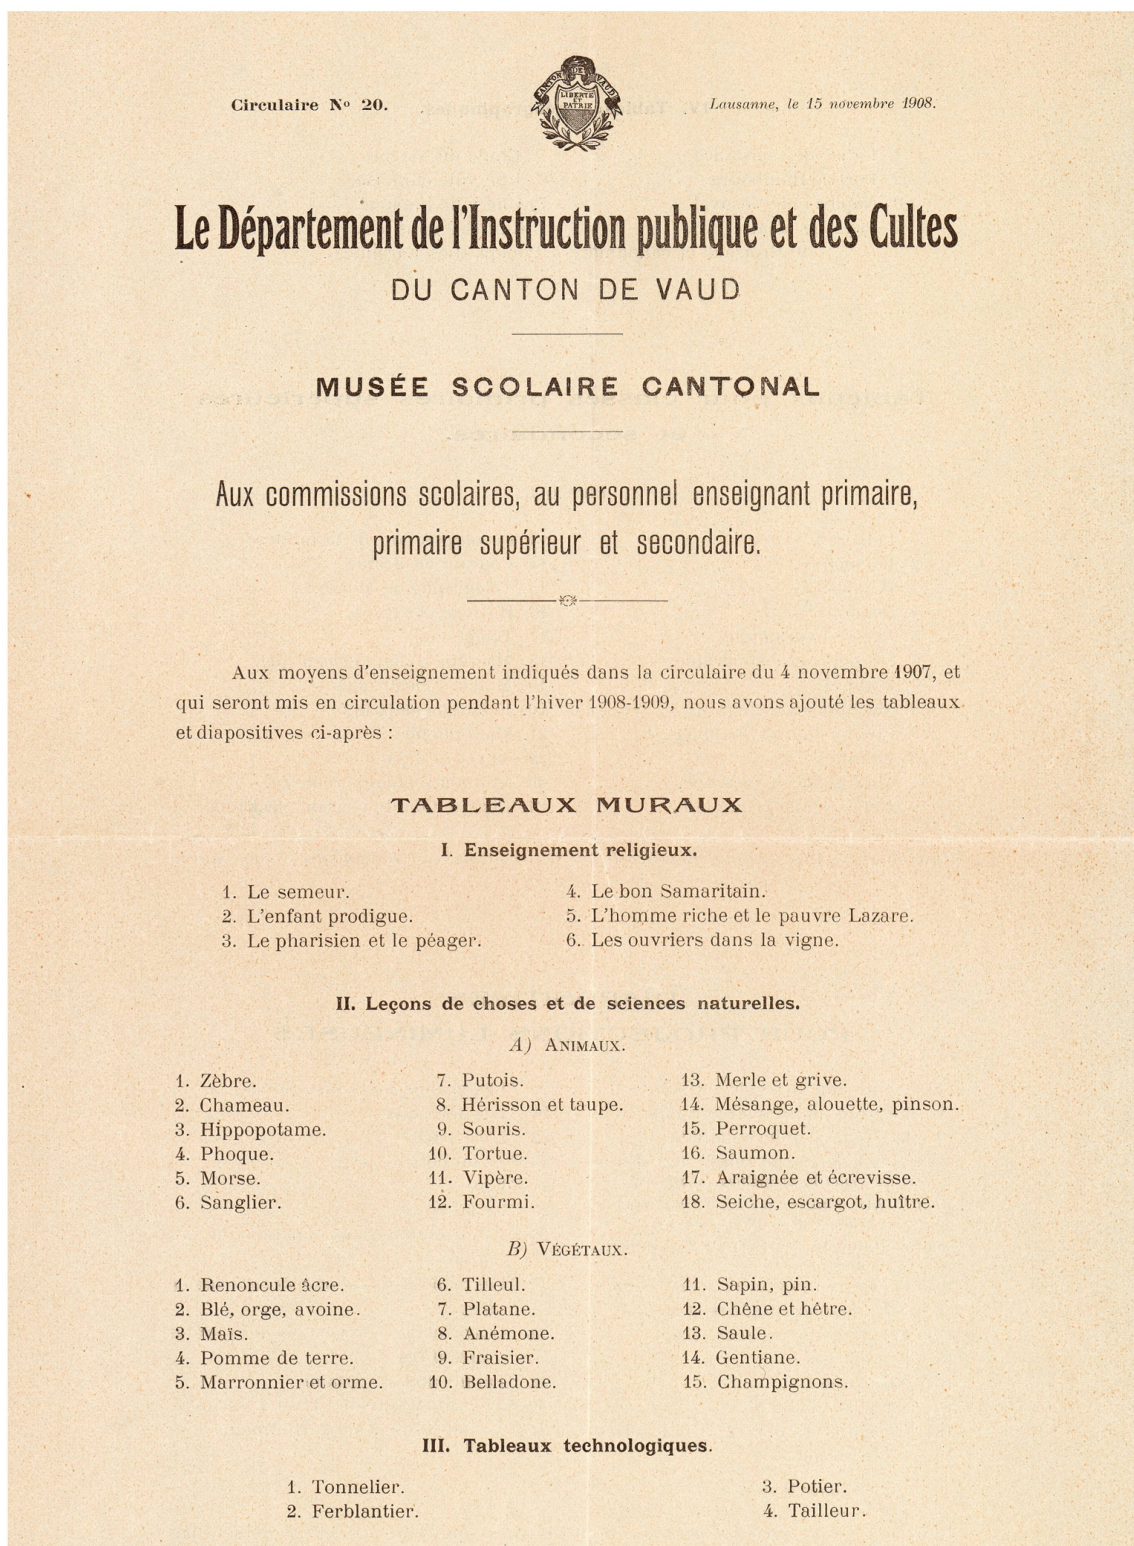 Circulaire Nº 20.
CANTON DE VAUD
LIBERTÉ
ET
PATRIE
Lausanne, le 15 novembre 1908.
Le Département de l'Instruction publique et des Cultes
DU CANTON DE VAUD
MUSÉE SCOLAIRE CANTONAL
Aux commissions scolaires, au personnel enseignant primaire,
primaire supérieur et secondaire.
Aux moyens d'enseignement indiqués dans la circulaire du 4 novembre 1907, et
qui seront mis en circulation pendant l'hiver 1908-1909, nous avons ajouté les tableaux
et diapositives ci-après :
TABLEAUX MURAUX
I. Enseignement religieux.
1. Le semeur.
2. L'enfant prodigue.
3. Le pharisien et le péager.
4. Le bon Samaritain.
5. L'homme riche et le pauvre Lazare.
6. Les ouvriers dans la vigne.
II. Leçons de choses et de sciences naturelles.
A) ANIMAUX.
1. Zèbre.
2. Chameau.
3. Hippopotame.
4. Phoque.
5. Morse.
6. Sanglier.
7. Putois.
8. Hérisson et taupe.
9. Souris.
10. Tortue.
11. Vipère.
12. Fourmi.
13. Merle et grive.
14. Mésange, alouette, pinson.
15. Perroquet.
16. Saumon.
17. Araignée et écrevisse.
18. Seiche, escargot, huître.
B) VÉGÉTAUX.
1. Renoncule âcre.
2. Blé, orge, avoine.
3. Maïs.
4. Pomme de terre.
5. Marronnier et orme.
6. Tilleul.
7. Platane.
8. Anémone.
9. Fraisier.
10. Belladone.
11. Sapin, pin.
12. Chêne et hêtre.
13. Saule.
14. Gentiane.
15. Champignons.
III. Tableaux technologiques.
1. Tonnelier.
2. Ferblantier.
3. Potier.
4. Tailleur.